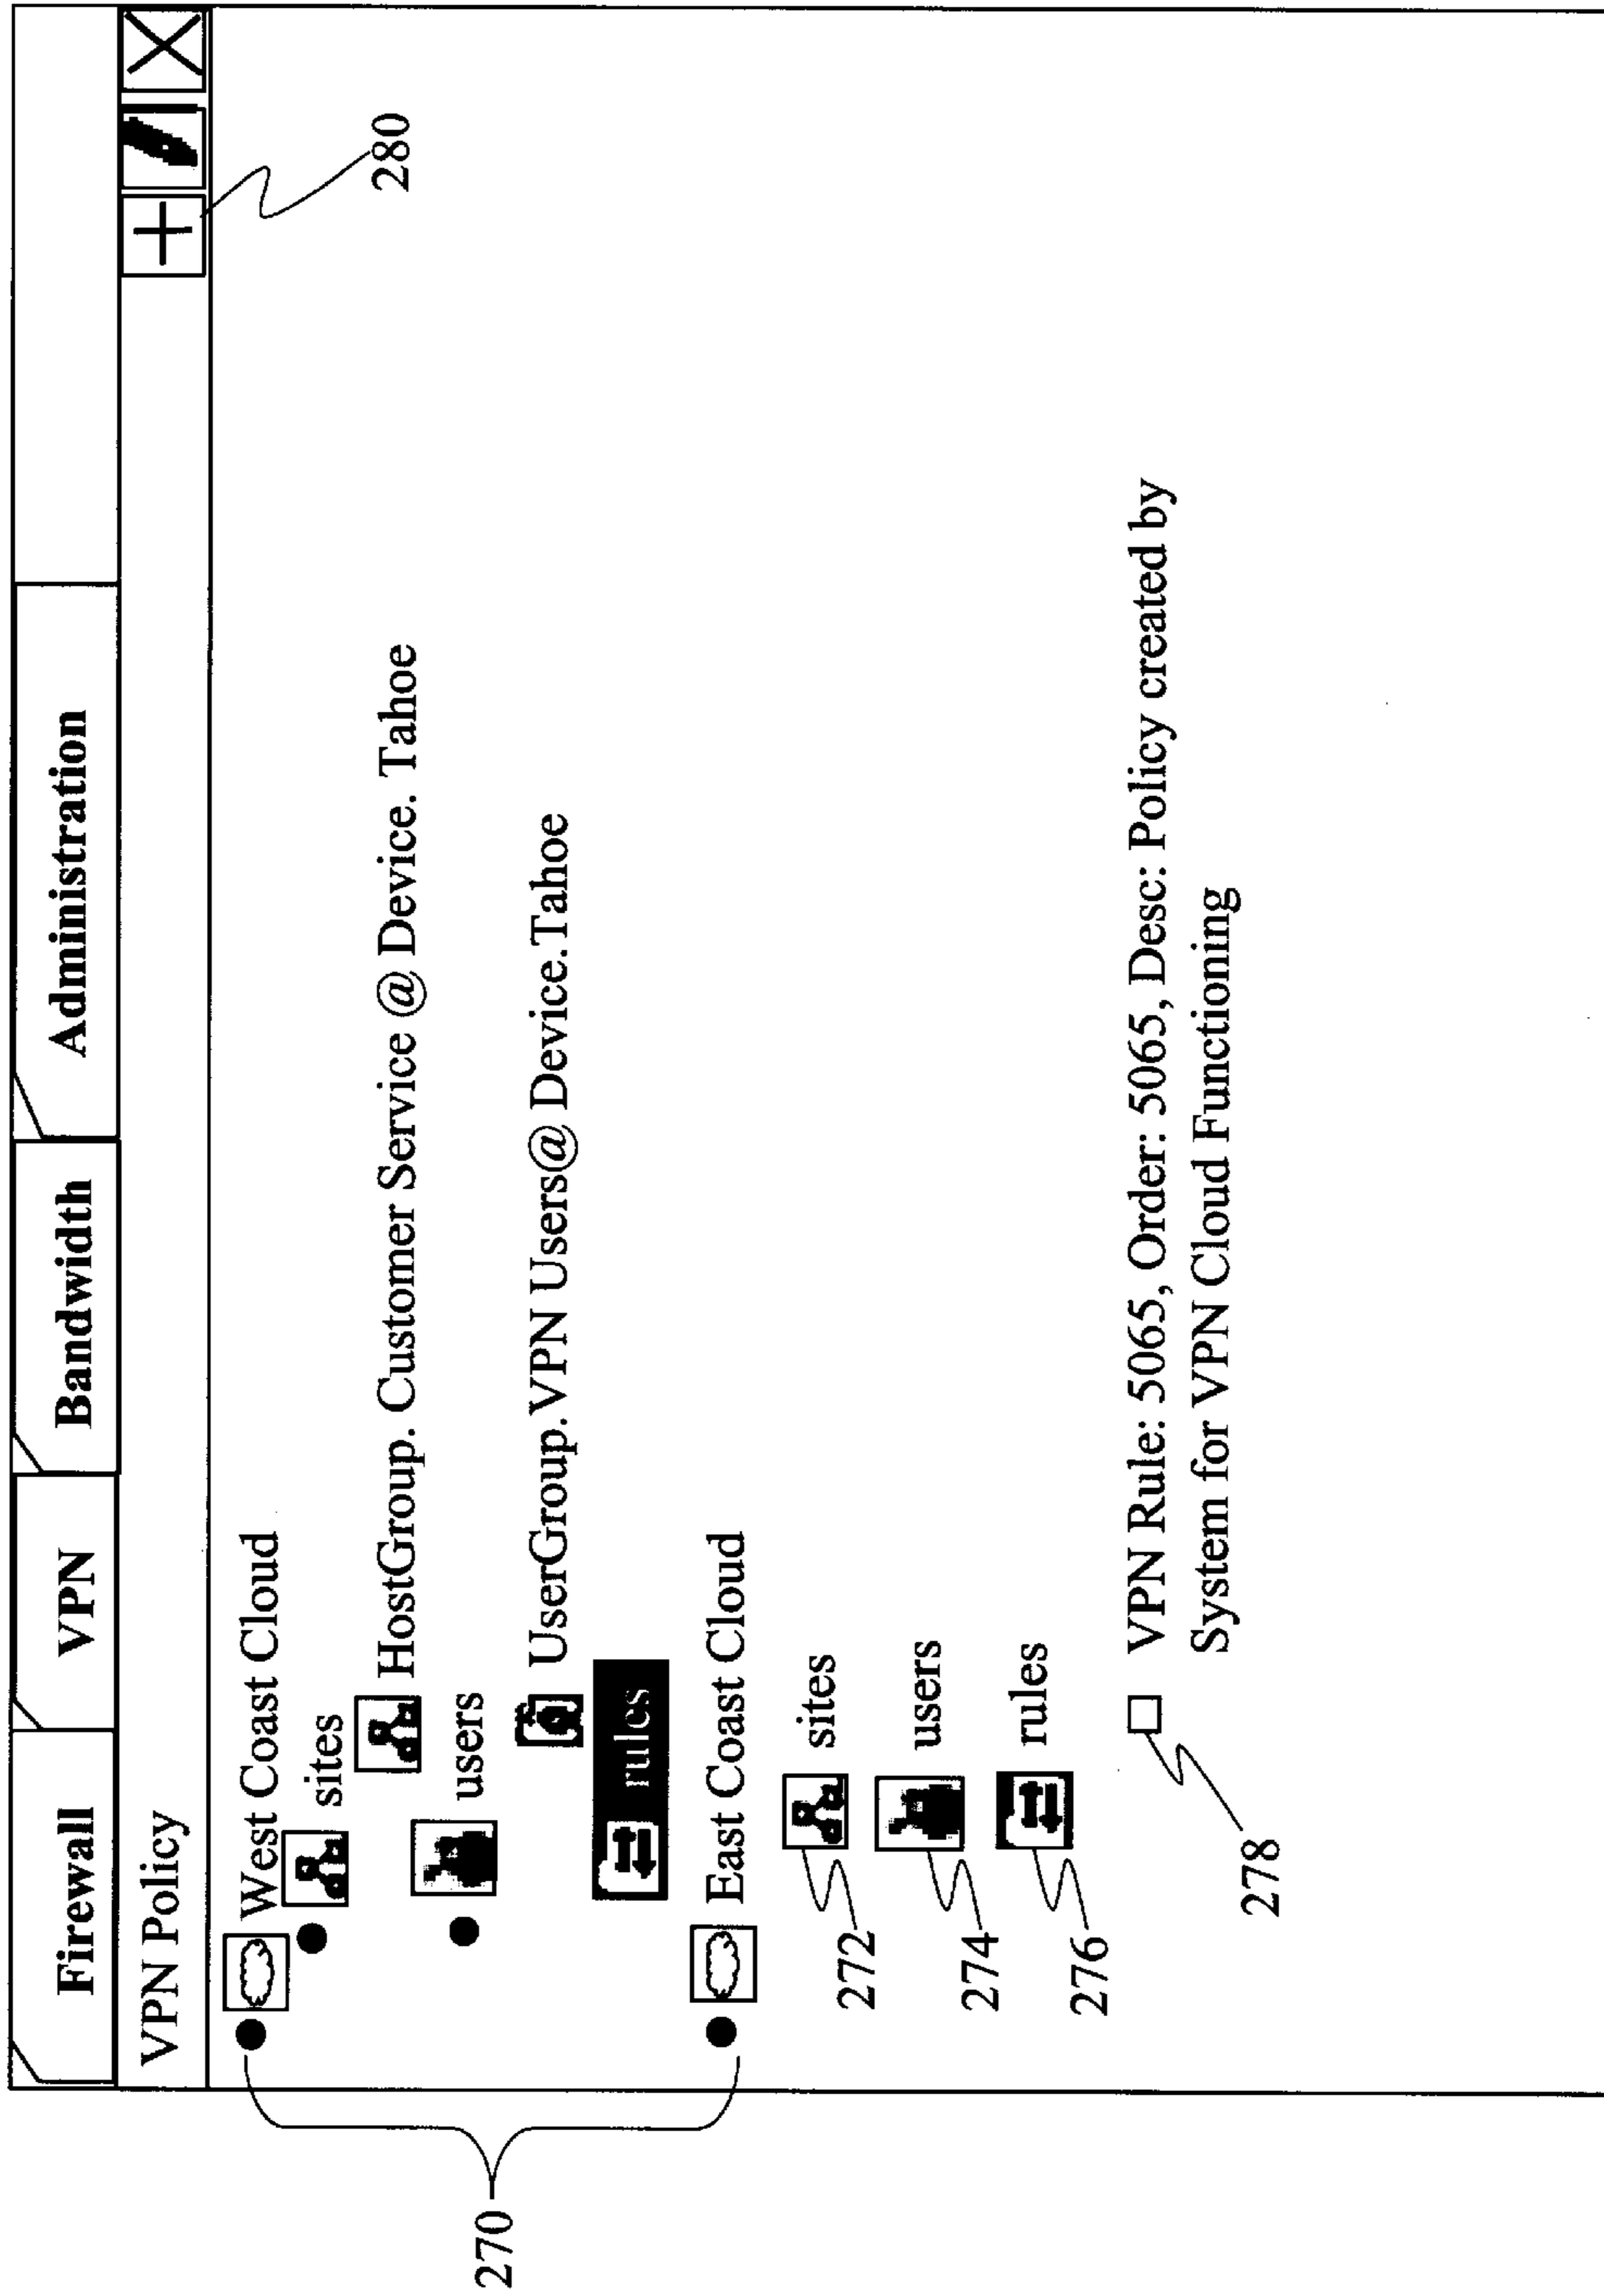 Firewall VPN Bandwidth Administration
VPN Policy
280
West Coast Cloud
sites
HostGroup. Customer Service @ Device. Tahoe
users
UserGroup.VPN Users@ Device.Tahoe
rules
270
East Coast Cloud
272 sites
274 users
276 rules
278
VPN Rule: 5065, Order: 5065, Desc: Policy created by
System for VPN Cloud Functioning